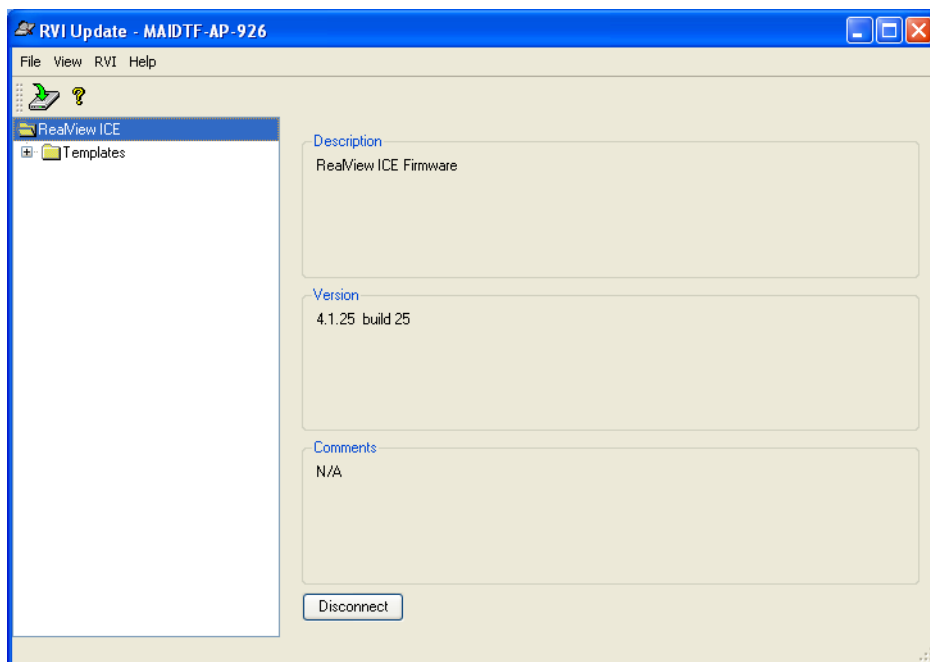 RVI Update - MAIDTF-AP-926
File View RVI Help
RealView ICE
Templates
Description
RealView ICE Firmware
Version
4.1.25 build 25
Comments
N/A
Disconnect